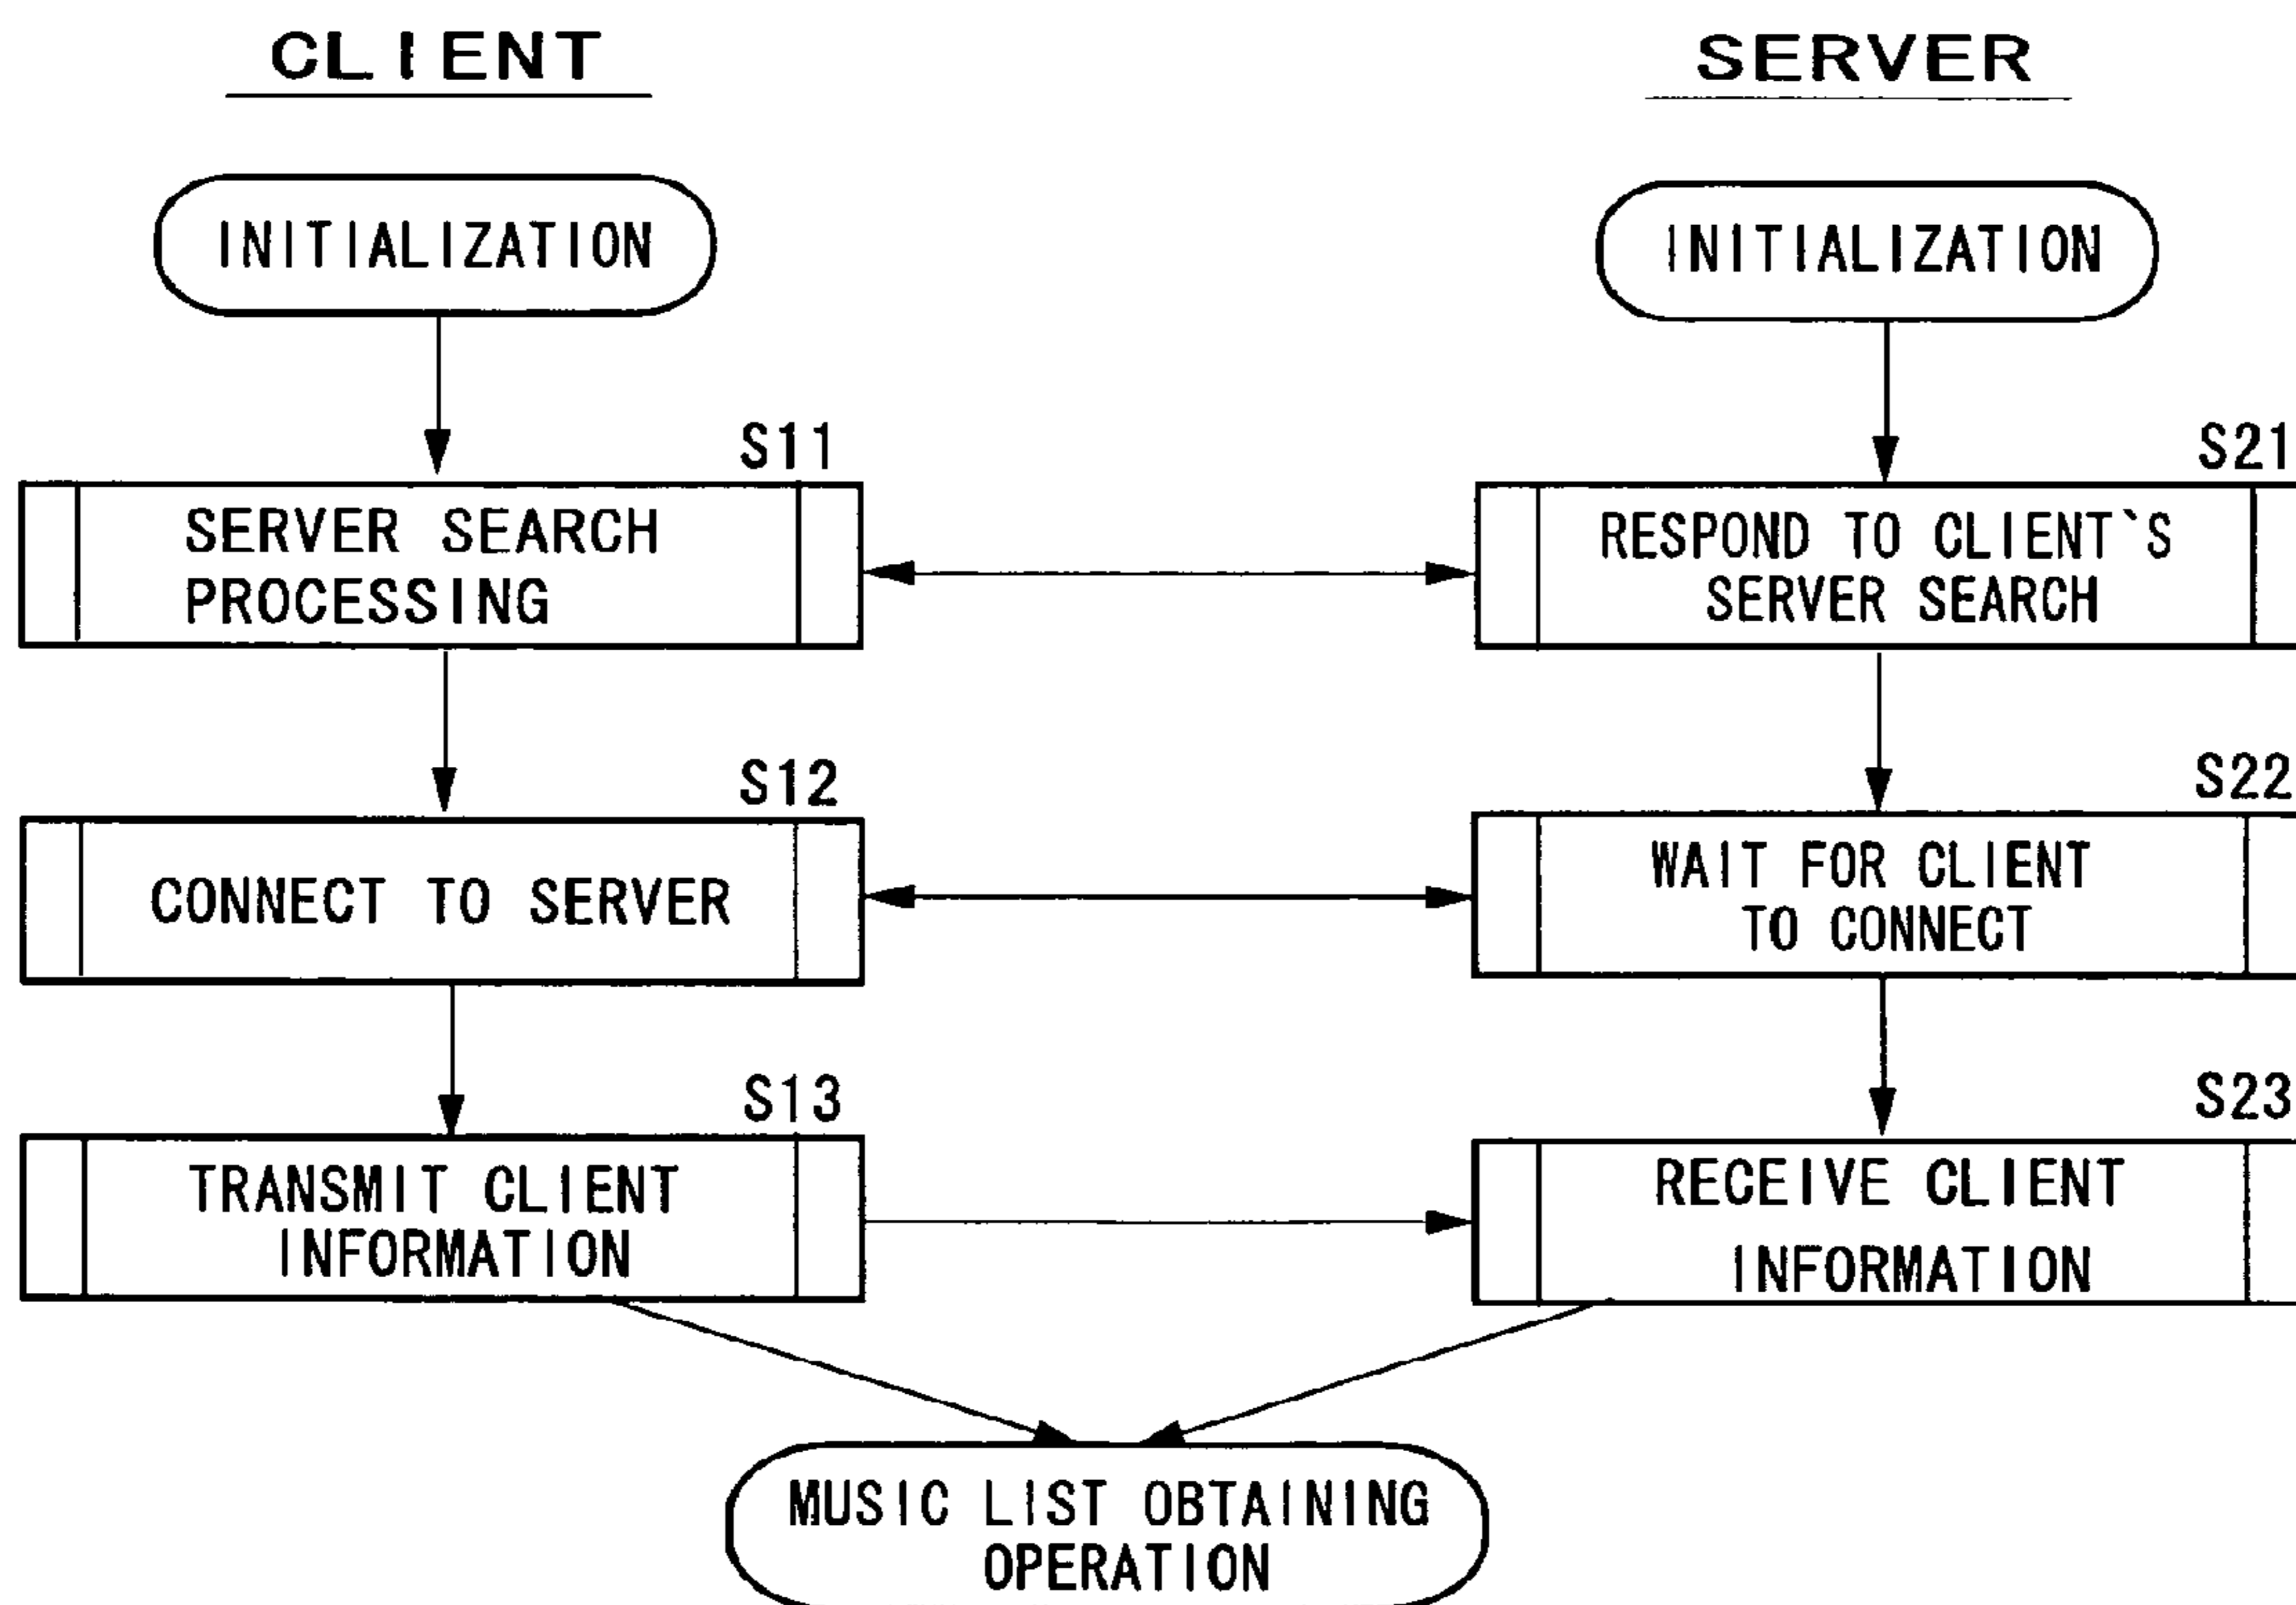 CLIENT
SERVER
INITIALIZATION
INITIALIZATION
S11
S21
SERVER SEARCH
PROCESSING
RESPOND TO CLIENT`S
SERVER SEARCH
S12
S22
CONNECT TO SERVER
WAIT FOR CLIENT
TO CONNECT
S13
S23
TRANSMIT CLIENT
INFORMATION
RECEIVE CLIENT
INFORMATION
MUSIC LIST OBTAINING
OPERATION